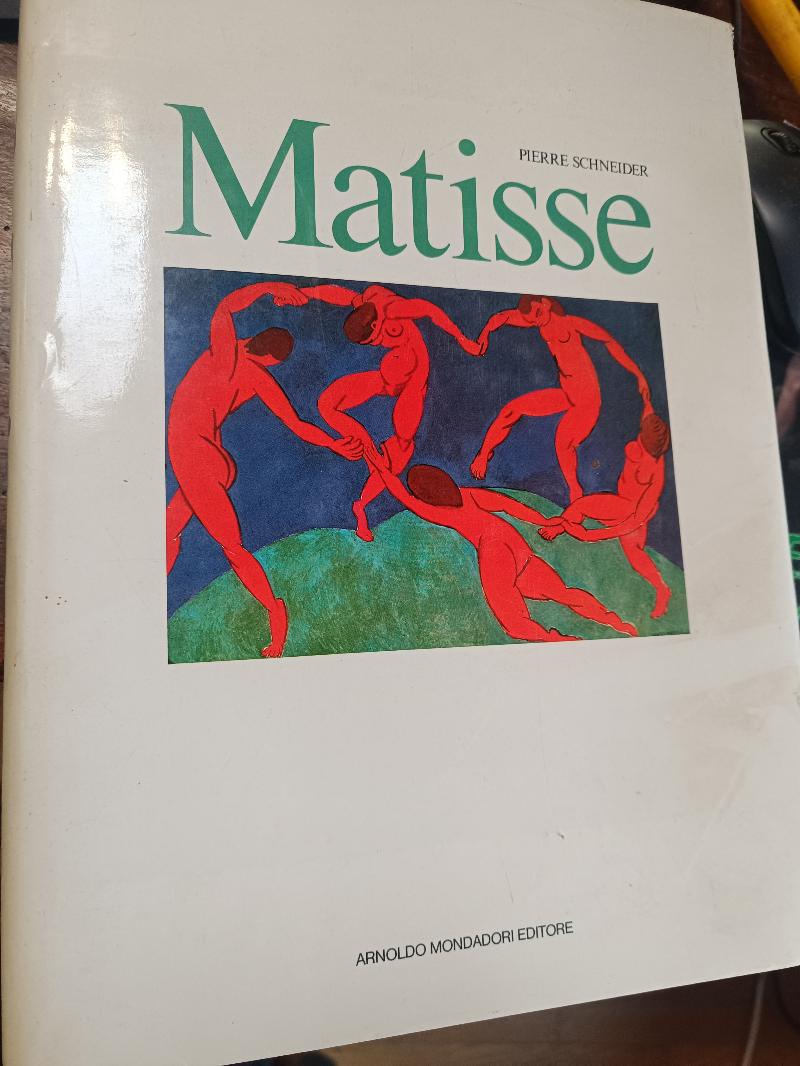 PIERRE SCHNEIDER
Matisse
ARNOLDO MONDADORI EDITORE